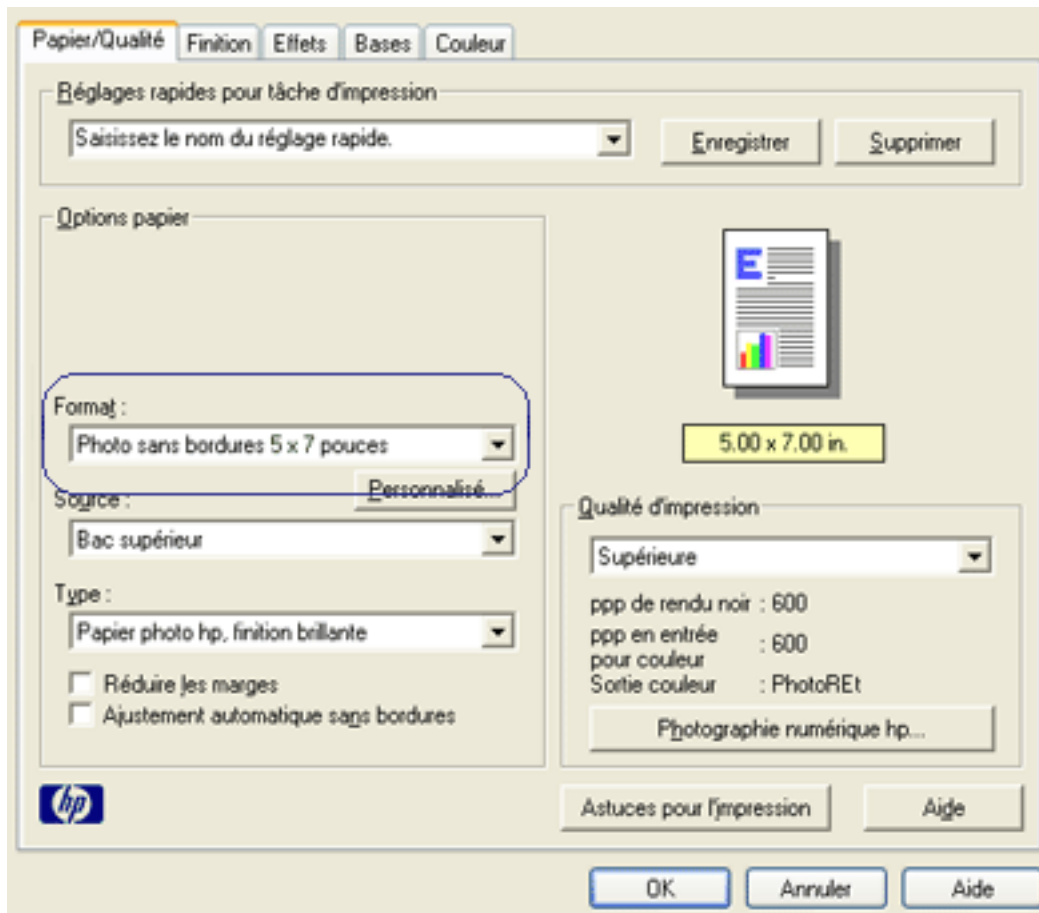 Papier/Qualité Finition Effets Bases Couleur
Réglages rapides pour tâche d'impression
Saisissez le nom du réglage rapide. Enregistrer Supprimer
Options papier
E
Format :
Photo sans bordures 5 x 7 pouces
5.00 x 7.00 in.
Personnalisé...
Source :
Bac supérieur
Type :
Papier photo hp, finition brillante
Réduire les marges
Ajustement automatique sans bordures
Qualité d'impression
Supérieure
ppp de rendu noir : 600
ppp en entrée
pour couleur : 600
Sortie couleur : PhotoREt
Photographie numérique hp...
hp
Astuces pour l'impression Aide
OK Annuler Aide